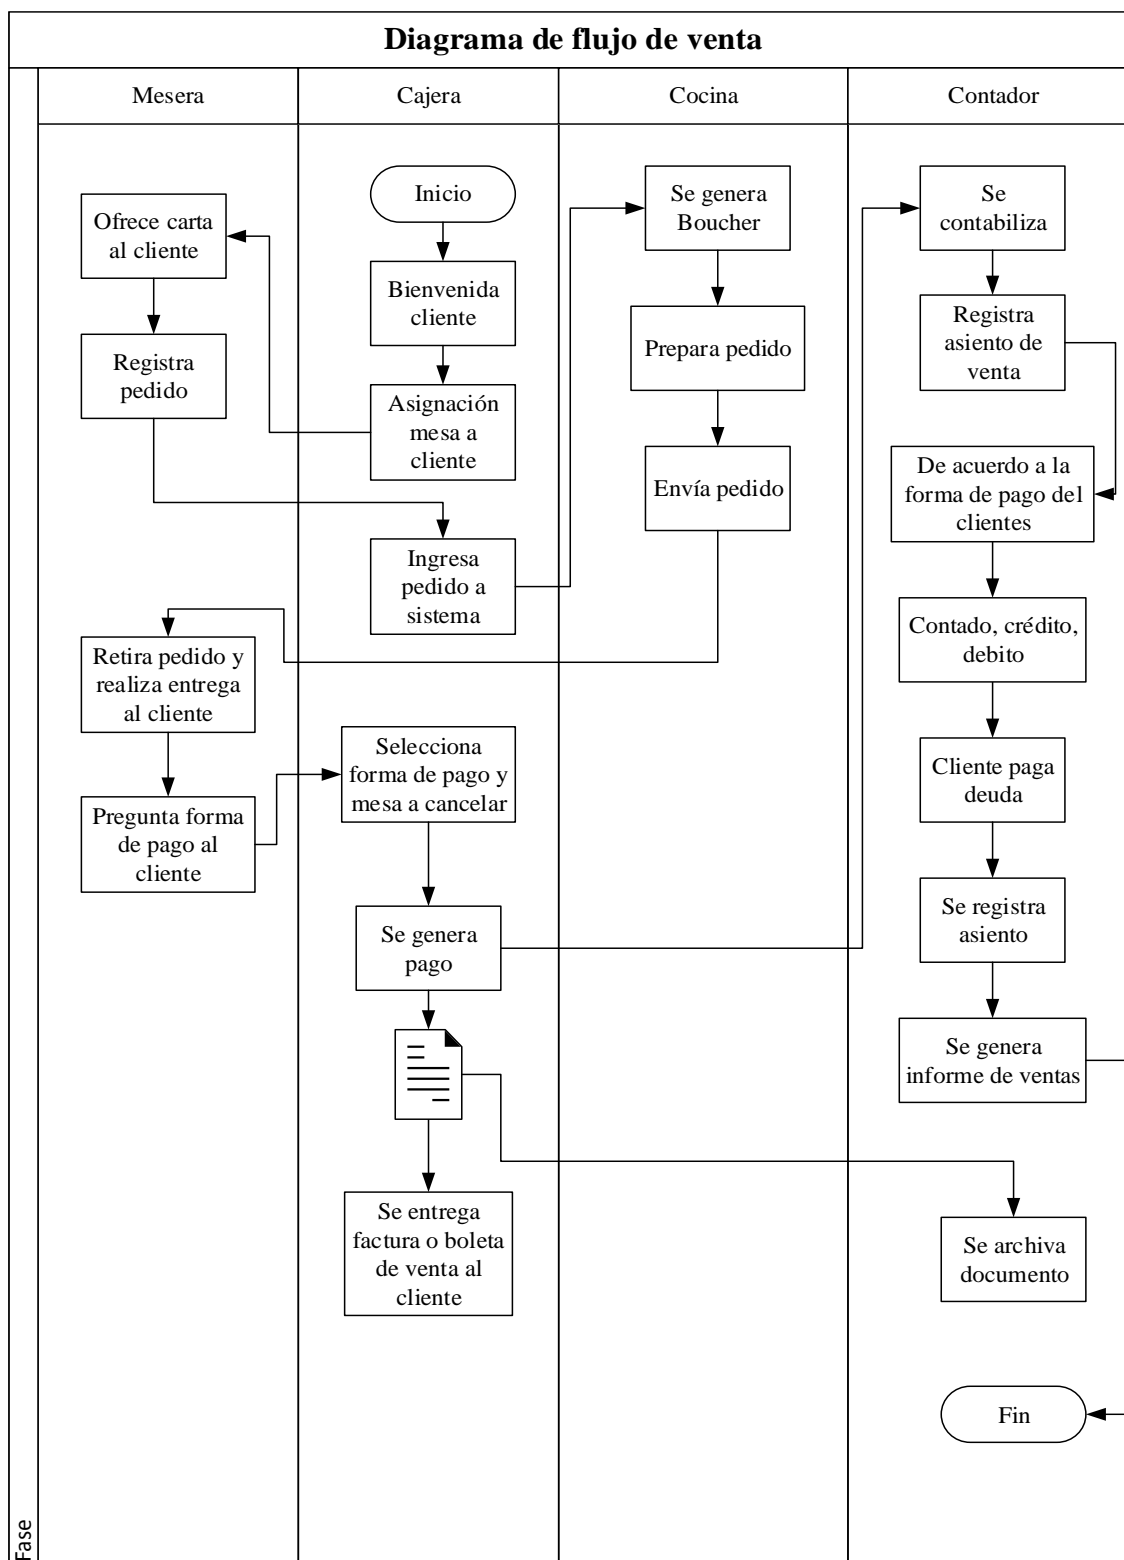 Diagrama de flujo de venta
Mesera
Cajera
Cocina
Contador
Ofrece carta
al cliente
Registra
pedido
Retira pedido y
realiza entrega
al cliente
Pregunta forma
de pago al
cliente
Inicio
Bienvenida
cliente
Asignación
mesa a
cliente
Ingresa
pedido a
sistema
Selecciona
forma de pago y
mesa a cancelar
Se genera
pago
Se entrega
factura o boleta
de venta al
cliente
Se genera
Boucher
Prepara pedido
Envía pedido
Se
contabiliza
Registra
asiento de
venta
De acuerdo a la
forma de pago del
clientes
Contado, crédito,
debito
Cliente paga
deuda
Se registra
asiento
Se genera
informe de ventas
Se archiva
documento
Fin
Fase